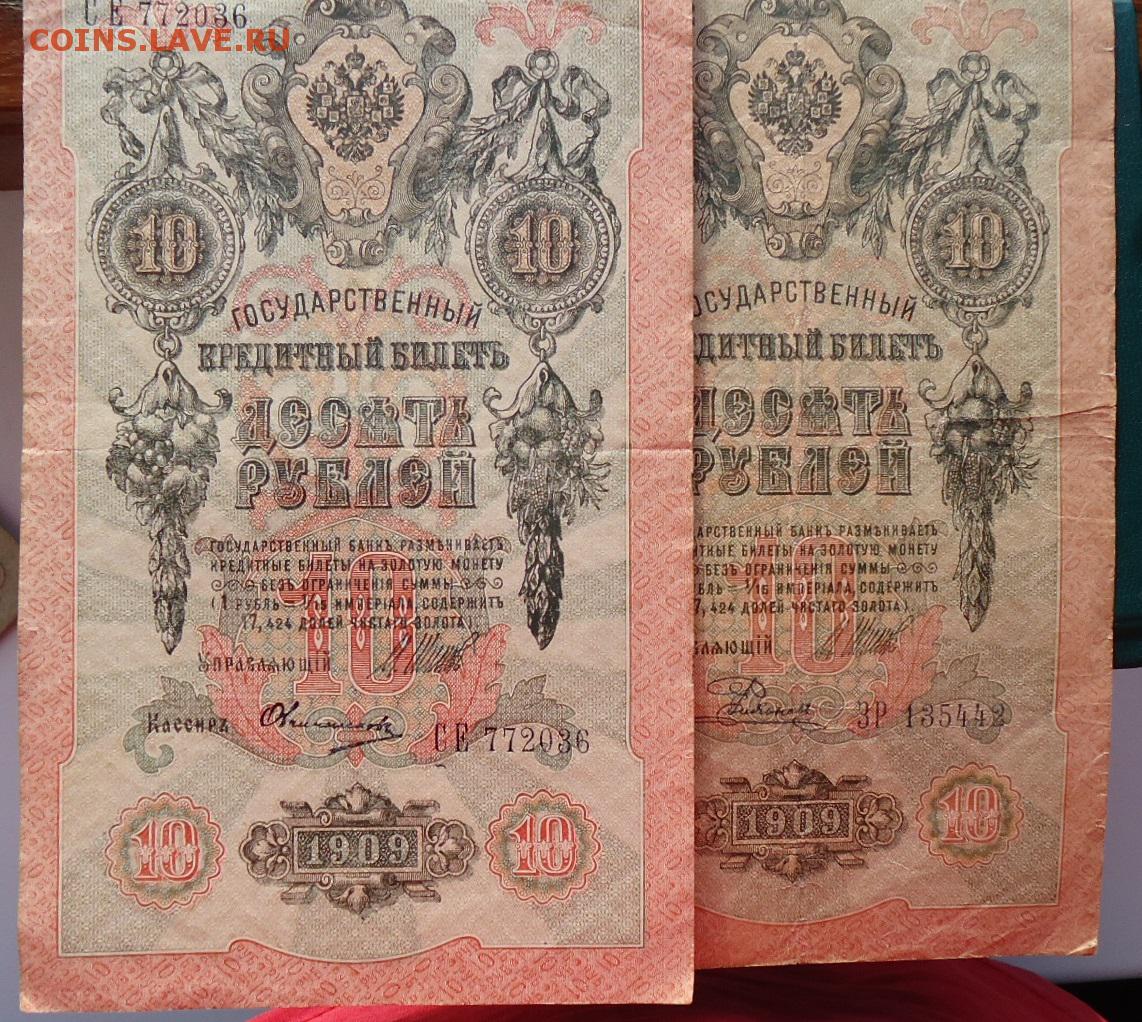 СЕ 772036
COINS.LAVE.RU
10 10
ГОСУДАРСТВЕННЫЙ
КРЕДИТНЫЙ БИЛЕТЪ
ДЕСЯТЬ
РУБЛЕЙ
ГОСУДАРСТВЕННЫЙ БАНКЪ РАЗМѢНИВАЕТЪ
КРЕДИТНЫЕ БИЛЕТЫ НА ЗОЛОТУЮ МОНЕТУ
БЕЗЪ ОГРАНИЧЕНІЯ СУММЫ
(1 РУБЛЬ = 1/15 ИМПЕРІАЛА, СОДЕРЖИТЪ
17,424 ДОЛЕЙ ЧИСТАГО ЗОЛОТА).
10
УПРАВЛЯЮЩІЙ
Кассиръ
СЕ 772036
10 1909 10
10
ОСУДАРСТВЕННЫЙ
ДИТНЫЙ БИЛЕТЪ
ДЕСЯТЬ
РУБЛЕЙ
ДАРСТВЕННЫЙ БАНКЪ РАЗМѢНИВАЕТЪ
ИТНЫЕ БИЛЕТЫ НА ЗОЛОТУЮ МОНЕТУ
БЕЗЪ ОГРАНИЧЕНІЯ СУММЫ
УБЛЬ = 1/15 ИМПЕРІАЛА, СОДЕРЖИТЪ
7,424 ДОЛЕЙ ЧИСТАГО ЗОЛОТА).
10
ВЛЯЮЩІЙ
ЗР 135442
1909 10